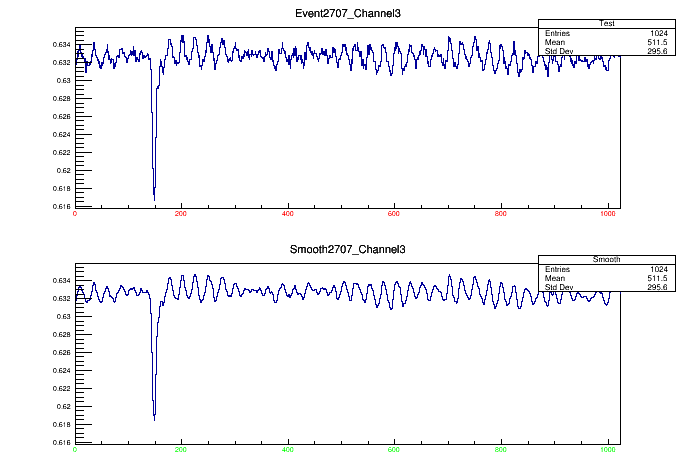 Event2707_Channel3
Test
Entries 1024
Mean 511.5
Std Dev 295.6
0.634
0.632
0.63
0.628
0.626
0.624
0.622
0.62
0.618
0.616
0 200 400 600 800 1000
Smooth2707_Channel3
Smooth
Entries 1024
Mean 511.5
Std Dev 295.6
0.634
0.632
0.63
0.628
0.626
0.624
0.622
0.62
0.618
0.616
0 200 400 600 800 1000